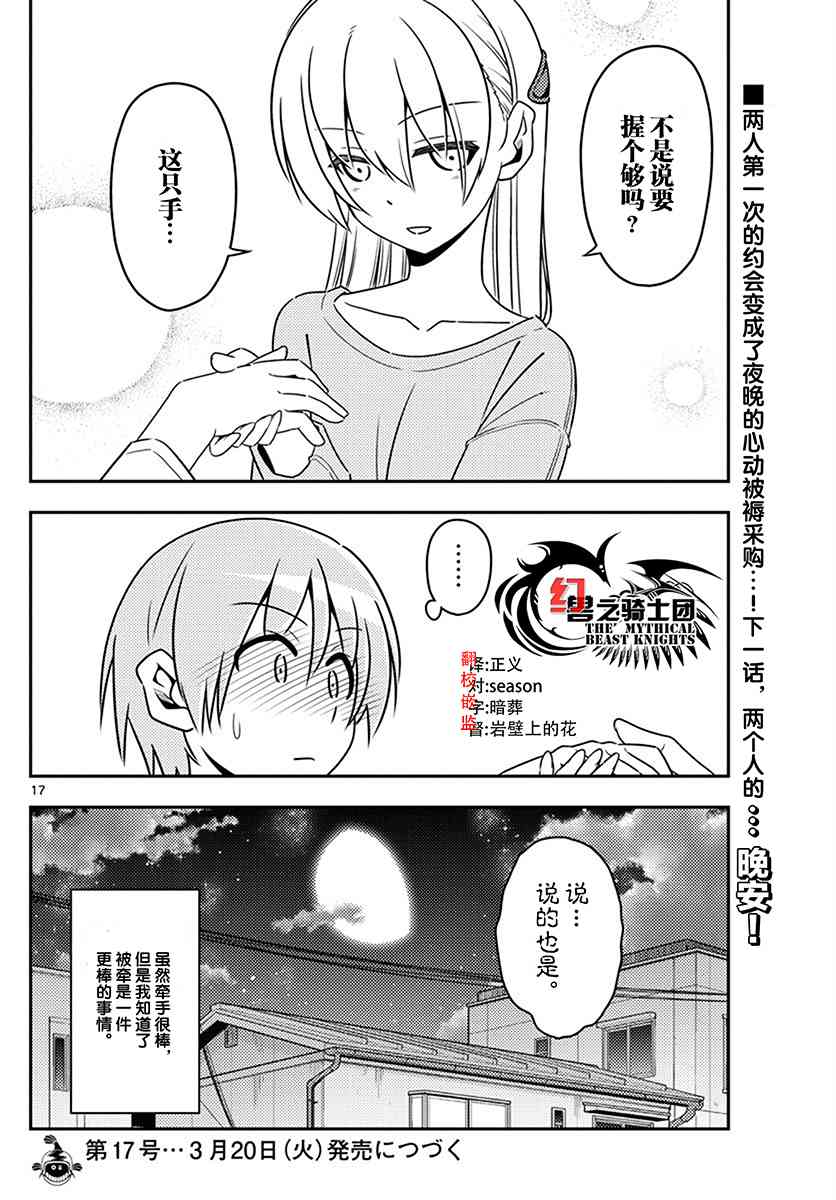 不是说要
握个够吗？
这只手…
……
幻兽之骑士团
THE MYTHICAL
BEAST KNIGHTS
翻译:正义
校对:season
嵌字:暗葬
监督:岩壁上的花
17
说…
说的也是。
虽然牵手很棒，
但是我知道了
被牵是一件
更棒的事情。
■两人第一次的约会变成了夜晚的心动被褥采购…！下一话，两个人的…晚安！
第17号…3月20日(火)発売につづく